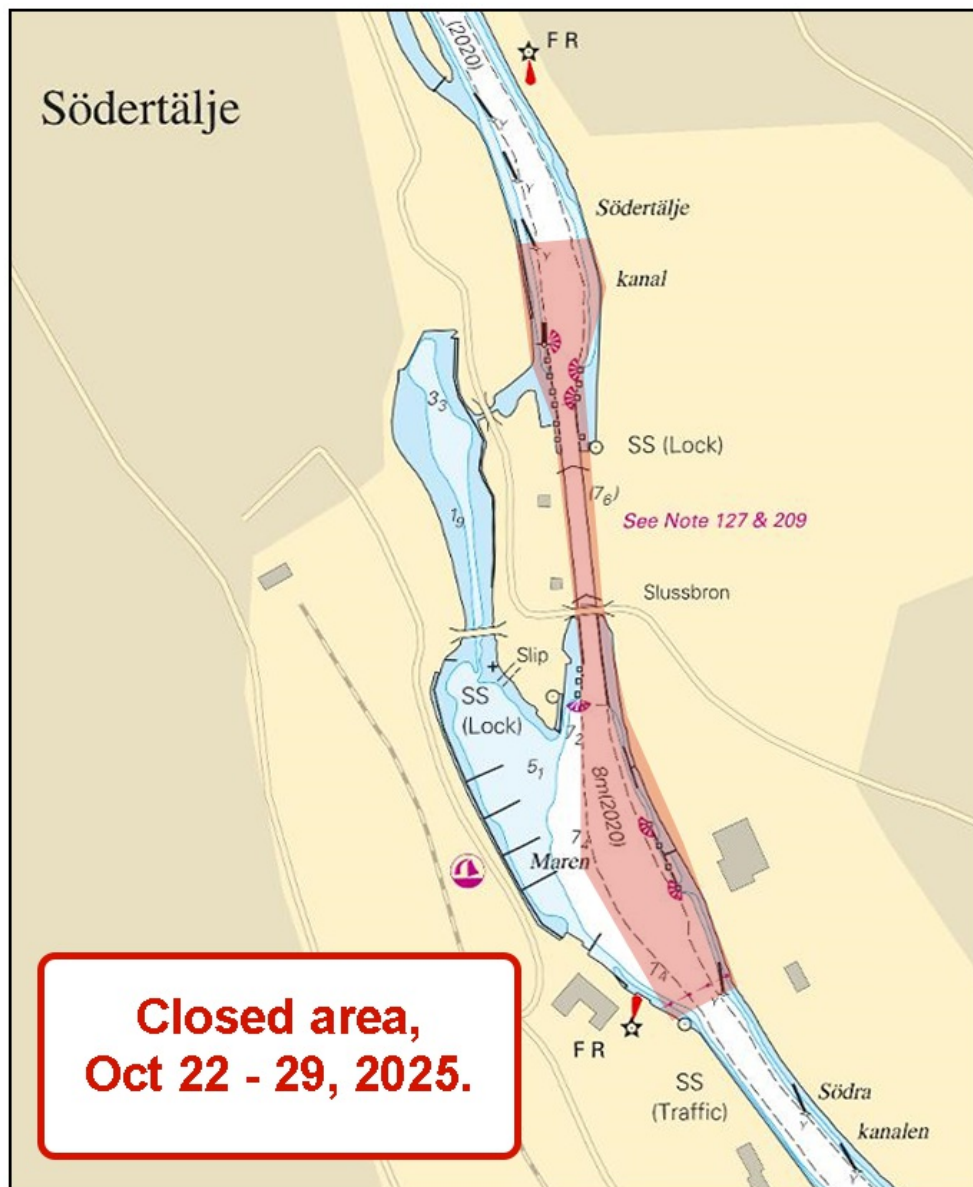 (2020)
F R
Södertälje
Södertälje
kanal
3₃
SS (Lock)
(7₆)
1₉
See Note 127 & 209
Slussbron
Slip
SS
(Lock)
7₂
5₁
8m(2020)
Maren
7₄
Closed area,
Oct 22 - 29, 2025.
F R
SS
(Traffic)
Södra
kanalen